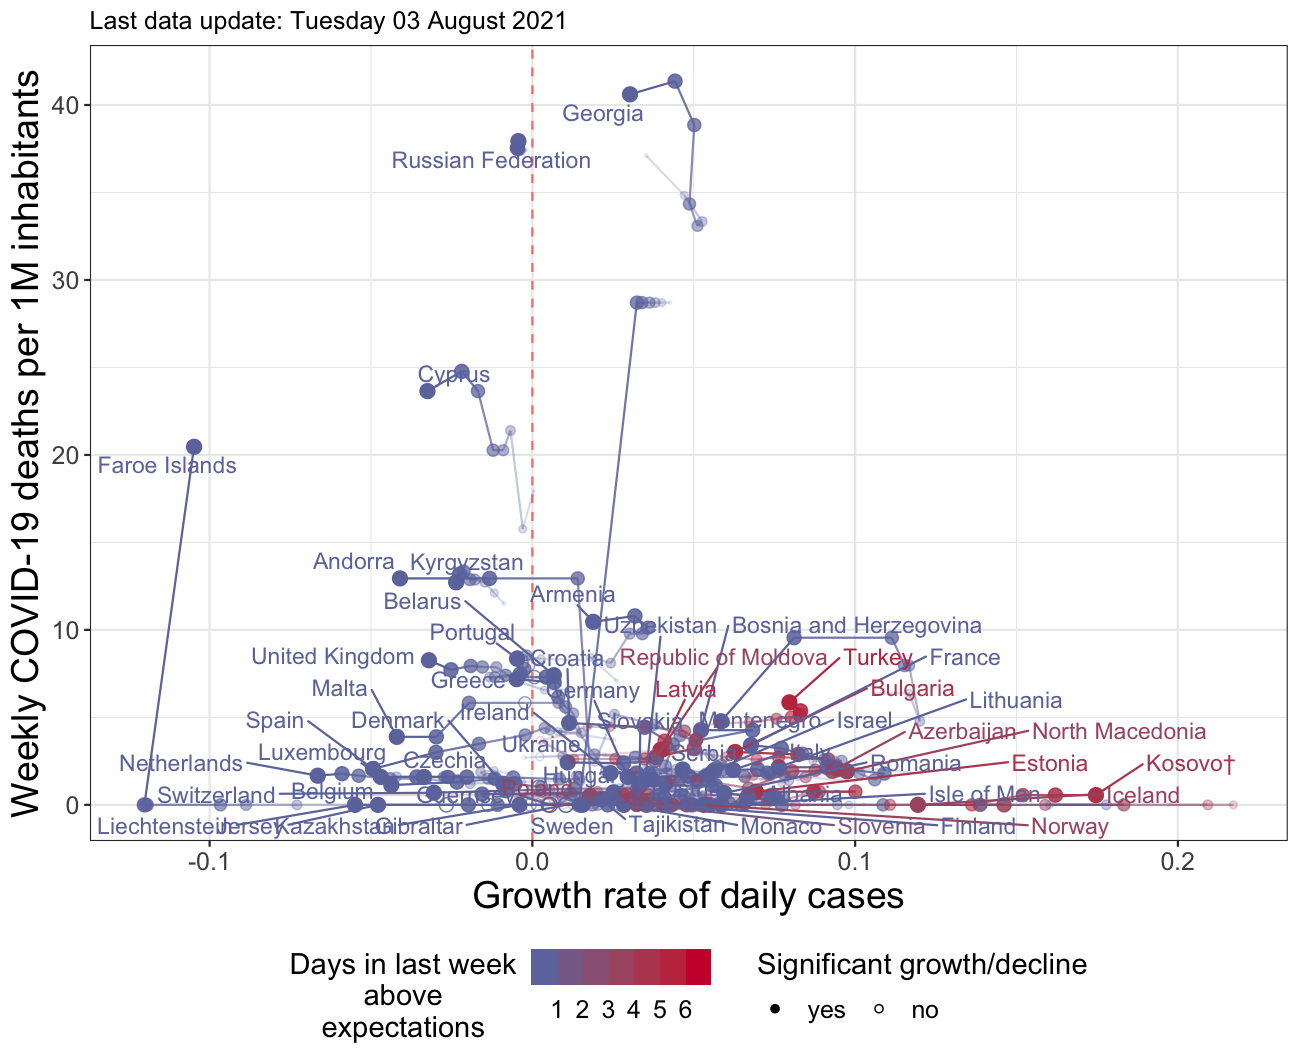 Last data update: Tuesday 03 August 2021
Weekly COVID-19 deaths per 1M inhabitants
40
30
20
10
0
Georgia
Russian Federation
Cyprus
Faroe Islands
Andorra
Kyrgyzstan
Belarus
Armenia
Portugal
Uzbekistan
Bosnia and Herzegovina
United Kingdom
Croatia
Republic of Moldova
Turkey
France
Greece
Germany
Latvia
Bulgaria
Malta
Lithuania
Spain
Denmark
Ireland
Slovakia
Montenegro
Israel
Azerbaijan
North Macedonia
Luxembourg
Ukraine
Serbia
Italy
Netherlands
Czechia
Romania
Estonia
Kosovo†
Hungary
Switzerland
Belgium
Guernsey
Poland
Albania
Isle of Man
Iceland
Liechtenstein
Jersey
Kazakhstan
Gibraltar
Sweden
Tajikistan
Monaco
Slovenia
Finland
Norway
-0.1
0.0
0.1
0.2
Growth rate of daily cases
Days in last week
above
expectations
1 2 3 4 5 6
Significant growth/decline
yes
no